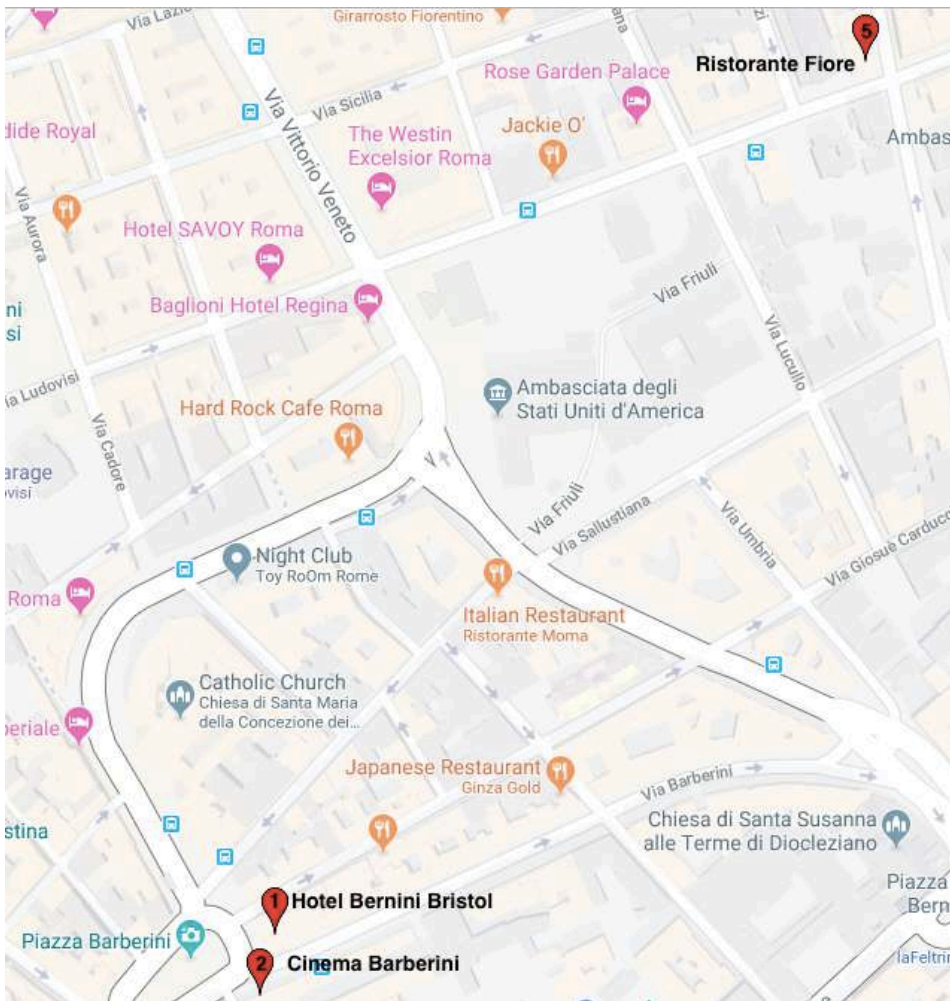 Via Lazio
Girarrosto Fiorentino
5
Ristorante Fiore
Rose Garden Palace
Via Sicilia
Via Vittorio Veneto
dide Royal
The Westin
Excelsior Roma
Jackie O'
Ambas
Via Aurora
Hotel SAVOY Roma
Via Friuli
Baglioni Hotel Regina
ni
si
Via Lucullo
ia Ludovisi
Ambasciata degli
Stati Uniti d'America
Hard Rock Cafe Roma
Via Cadore
arage
ovisi
Via Friuli
Via Sallustiana
Via Umbria
Via Giosuè Carducc
Night Club
Toy RoOm Rome
Roma
Italian Restaurant
Ristorante Moma
Catholic Church
Chiesa di Santa Maria
della Concezione dei...
periale
Japanese Restaurant
Ginza Gold
Via Barberini
stina
Chiesa di Santa Susanna
alle Terme di Diocleziano
Piazza
Bern
1 Hotel Bernini Bristol
Piazza Barberini
2 Cinema Barberini
laFeltrin